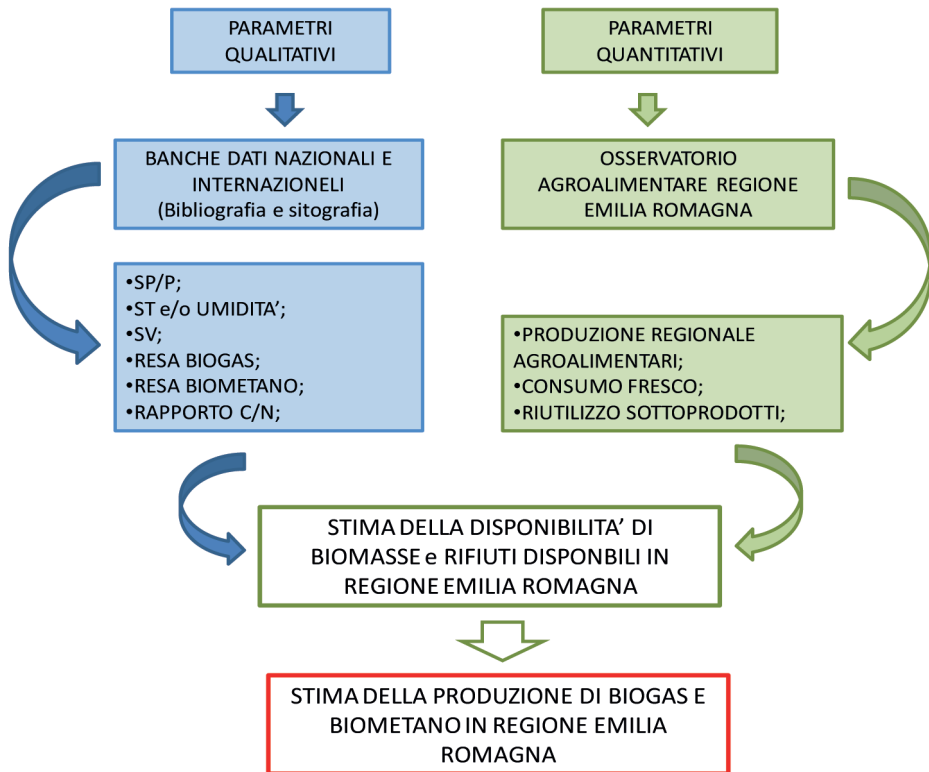 PARAMETRI
QUALITATIVI
PARAMETRI
QUANTITATIVI
BANCHE DATI NAZIONALI E
INTERNAZIONELI
(Bibliografia e sitografia)
OSSERVATORIO
AGROALIMENTARE REGIONE
EMILIA ROMAGNA
•SP/P;
•ST e/o UMIDITA’;
•SV;
•RESA BIOGAS;
•RESA BIOMETANO;
•RAPPORTO C/N;
•PRODUZIONE REGIONALE
AGROALIMENTARI;
•CONSUMO FRESCO;
•RIUTILIZZO SOTTOPRODOTTI;
STIMA DELLA DISPONIBILITA’ DI
BIOMASSE e RIFIUTI DISPONBILI IN
REGIONE EMILIA ROMAGNA
STIMA DELLA PRODUZIONE DI BIOGAS E
BIOMETANO IN REGIONE EMILIA
ROMAGNA